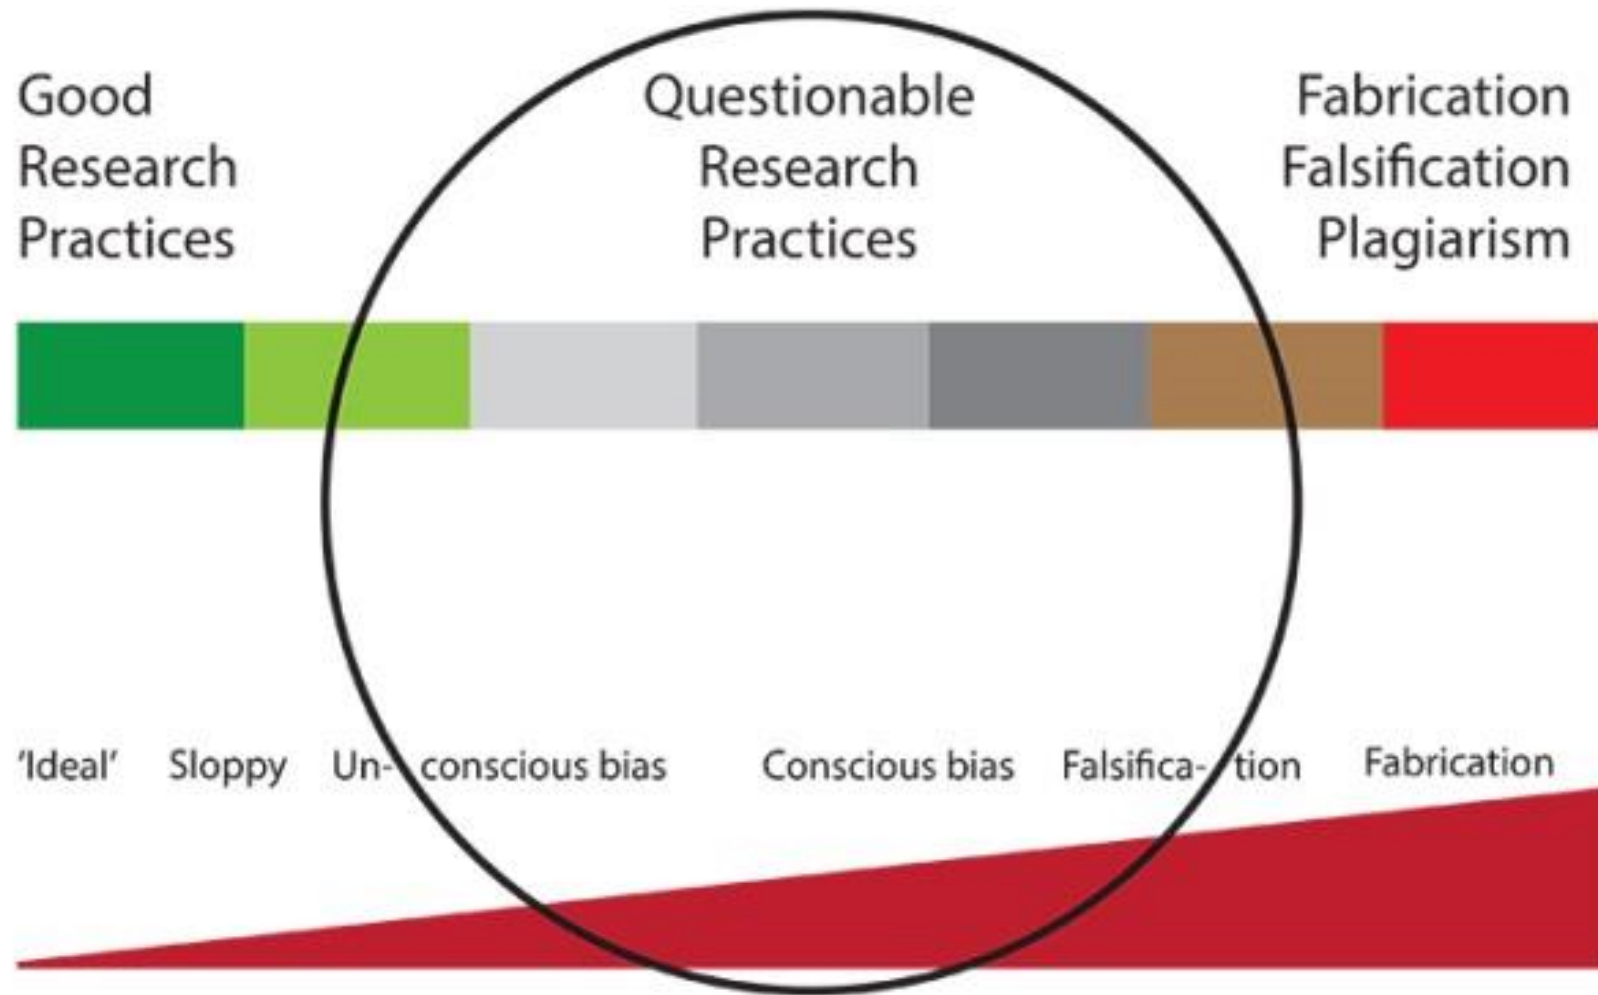 Good
Research
Practices
Questionable
Research
Practices
Fabrication
Falsification
Plagiarism
'Ideal' Sloppy Un- conscious bias Conscious bias Falsifica- tion Fabrication